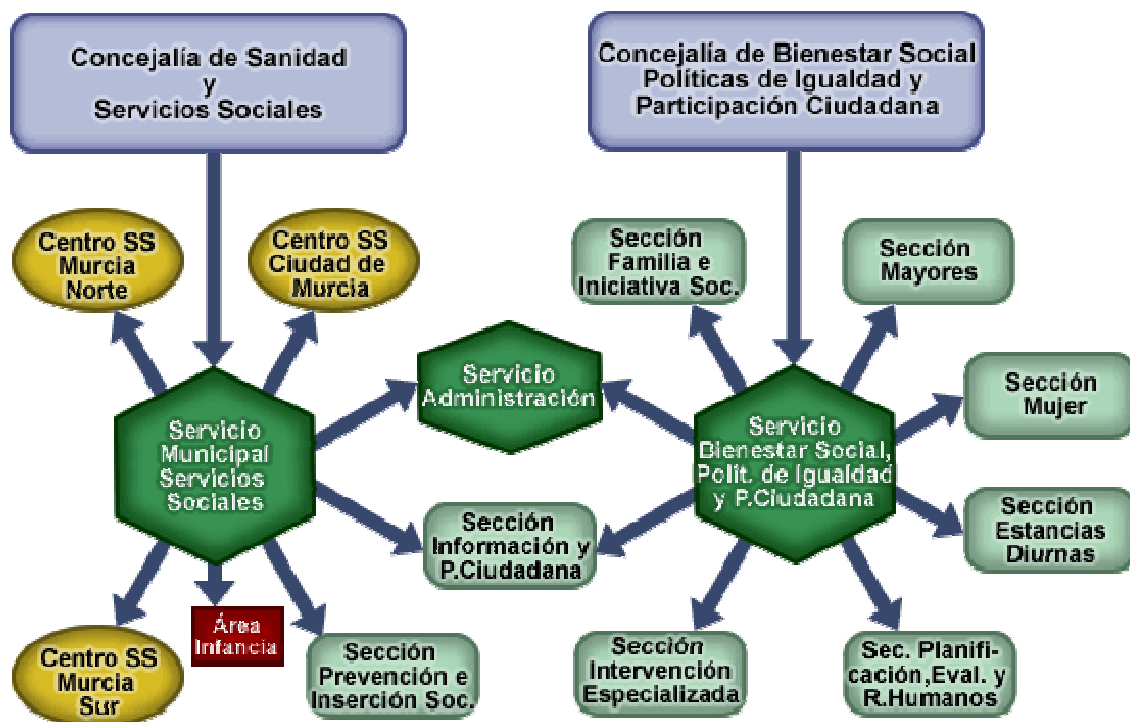 Concejalía de Sanidad
y
Servicios Sociales
Concejalía de Bienestar Social
Políticas de Igualdad y
Participación Ciudadana
Centro SS
Murcia
Norte
Centro SS
Ciudad de
Murcia
Sección
Familia e
Iniciativa Soc.
Sección
Mayores
Servicio
Administración
Sección
Mujer
Servicio
Municipal
Servicios
Sociales
Servicio
Bienestar Social,
Polít. de Igualdad
y P.Ciudadana
Sección
Información y
P.Ciudadana
Sección
Estancias
Diurnas
Área
Infancia
Centro SS
Murcia
Sur
Sección
Prevención e
Inserción Soc.
Sección
Intervención
Especializada
Sec. Planifi-
cación,Eval. y
R.Humanos